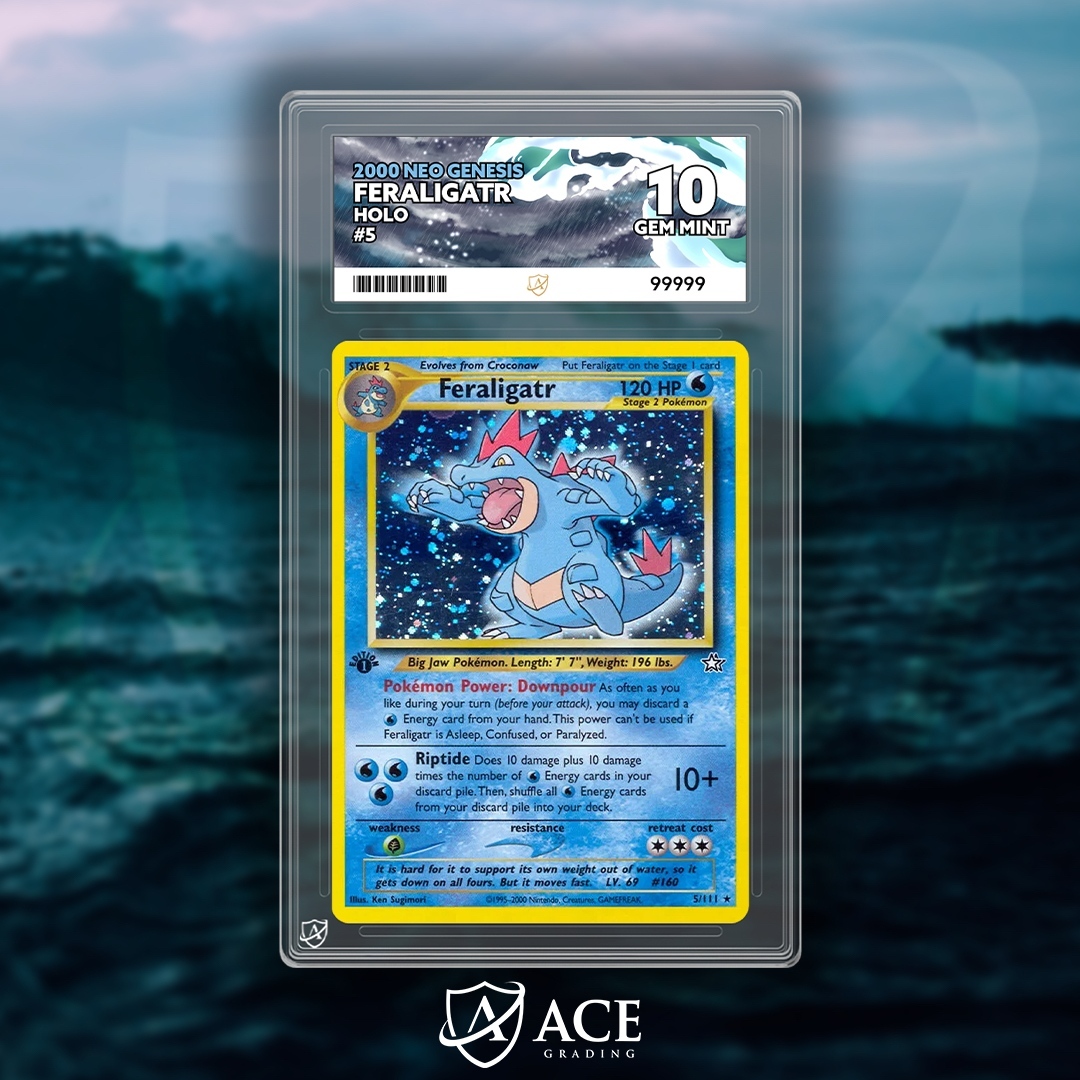 2000 NEO GENESIS
FERALIGATR
HOLO
#5
10
GEM MINT
99999
STAGE 2
Evolves from Croconaw
Put Feraligatr on the Stage 1 card
Feraligatr
120 HP
Stage 2 Pokémon
EDITION
1
Big Jaw Pokémon. Length: 7' 7", Weight: 196 lbs.
Pokémon Power: Downpour As often as you
like during your turn (before your attack), you may discard a
Energy card from your hand. This power can't be used if
Feraligatr is Asleep, Confused, or Paralyzed.
Riptide Does 10 damage plus 10 damage
times the number of Energy cards in your
discard pile. Then, shuffle all Energy cards
from your discard pile into your deck.
10+
weakness
resistance
retreat cost
It is hard for it to support its own weight out of water, so it
gets down on all fours. But it moves fast. LV. 69 #160
Illus. Ken Sugimori
©1995-2000 Nintendo, Creatures, GAMEFREAK.
5/111
ACE
GRADING